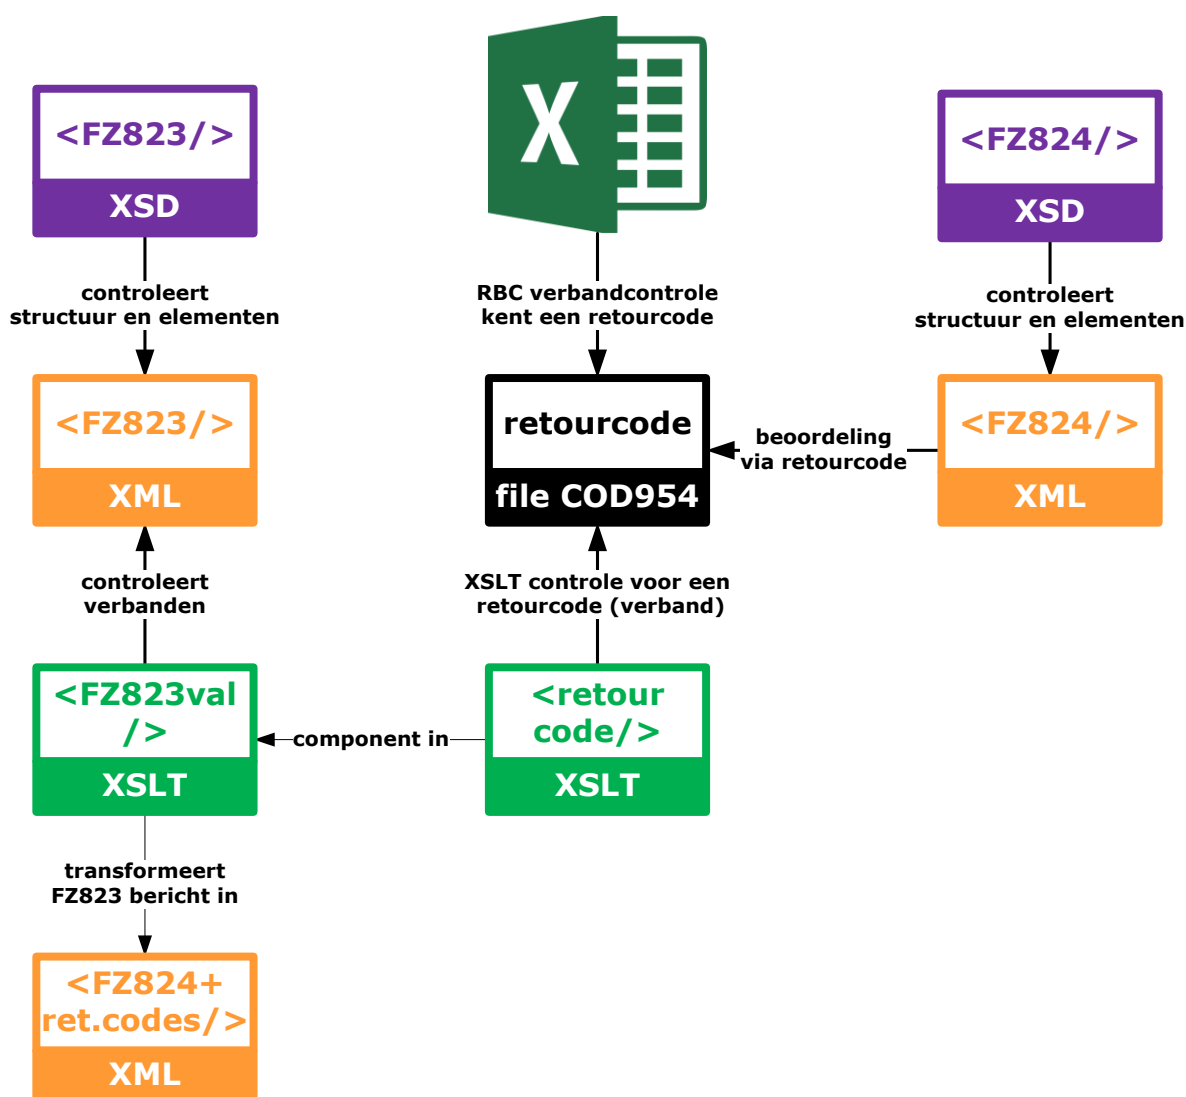 <FZ823/>
XSD
X
<FZ824/>
XSD
controleert
structuur en elementen
RBC verbandcontrole
kent een retourcode
controleert
structuur en elementen
<FZ823/>
XML
retourcode
file COD954
beoordeling
via retourcode
<FZ824/>
XML
controleert
verbanden
XSLT controle voor een
retourcode (verband)
<FZ823val
/>
XSLT
component in
<retour
code/>
XSLT
transformeert
FZ823 bericht in
<FZ824+
ret.codes/>
XML